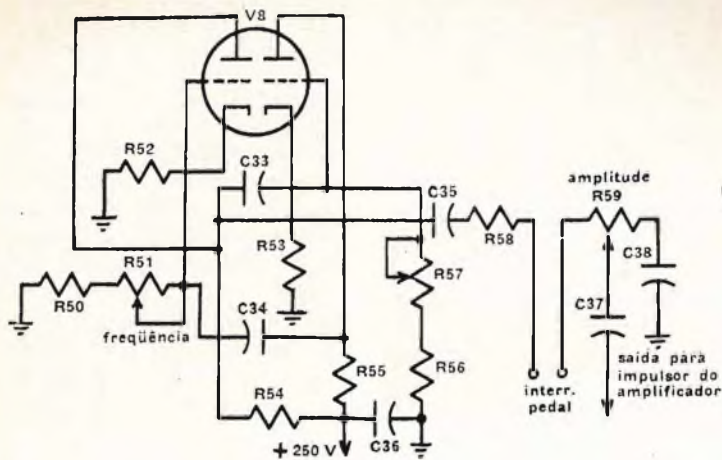 V8
R52
C33
C35
R58
amplitude
R59
R53
R57
C38
R50
R51
C34
C37
freqüência
R55
R56
R54
C36
+ 250 V
interr.
pedal
saída para
impulsor do
amplificador